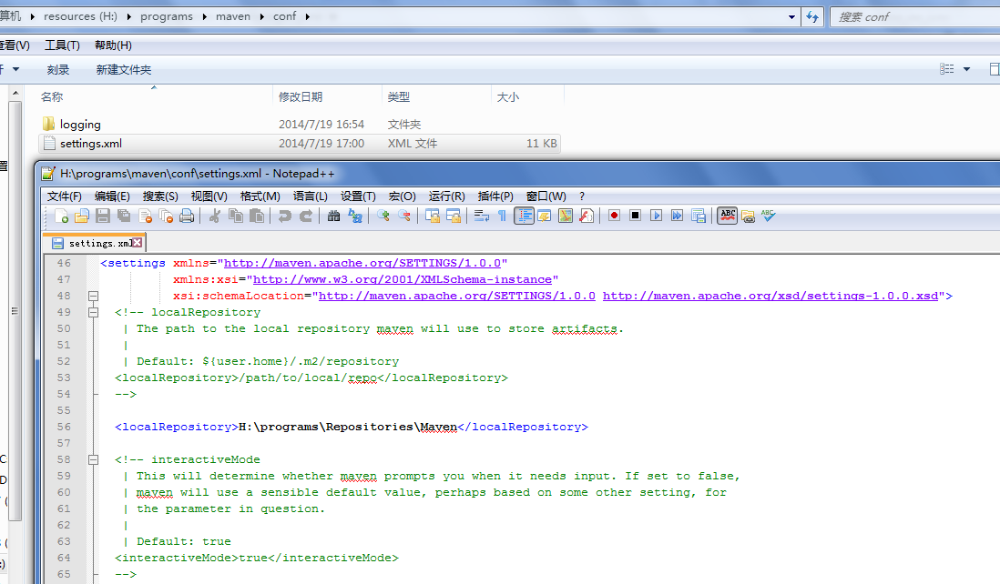 算机 ▸ resources (H:) ▸ programs ▸ maven ▸ conf ▸
搜索 conf
查看(V) 工具(T) 帮助(H)
刻录 新建文件夹
名称 修改日期 类型 大小
logging 2014/7/19 16:54 文件夹
settings.xml 2014/7/19 17:00 XML 文件 11 KB
置
H:\programs\maven\conf\settings.xml - Notepad++
文件(F) 编辑(E) 搜索(S) 视图(V) 格式(M) 语言(L) 设置(T) 宏(O) 运行(R) 插件(P) 窗口(W) ?
ABC ABC
settings.xml
46 <settings xmlns="http://maven.apache.org/SETTINGS/1.0.0"
47 xmlns:xsi="http://www.w3.org/2001/XMLSchema-instance"
48 xsi:schemaLocation="http://maven.apache.org/SETTINGS/1.0.0 http://maven.apache.org/xsd/settings-1.0.0.xsd">
49 <!-- localRepository
50 | The path to the local repository maven will use to store artifacts.
51 |
52 | Default: ${user.home}/.m2/repository
53 <localRepository>/path/to/local/repo</localRepository>
54 -->
55
56 <localRepository>H:\programs\Repositories\Maven</localRepository>
57
58 <!-- interactiveMode
59 | This will determine whether maven prompts you when it needs input. If set to false,
60 | maven will use a sensible default value, perhaps based on some other setting, for
61 | the parameter in question.
62 |
63 | Default: true
64 <interactiveMode>true</interactiveMode>
65 -->